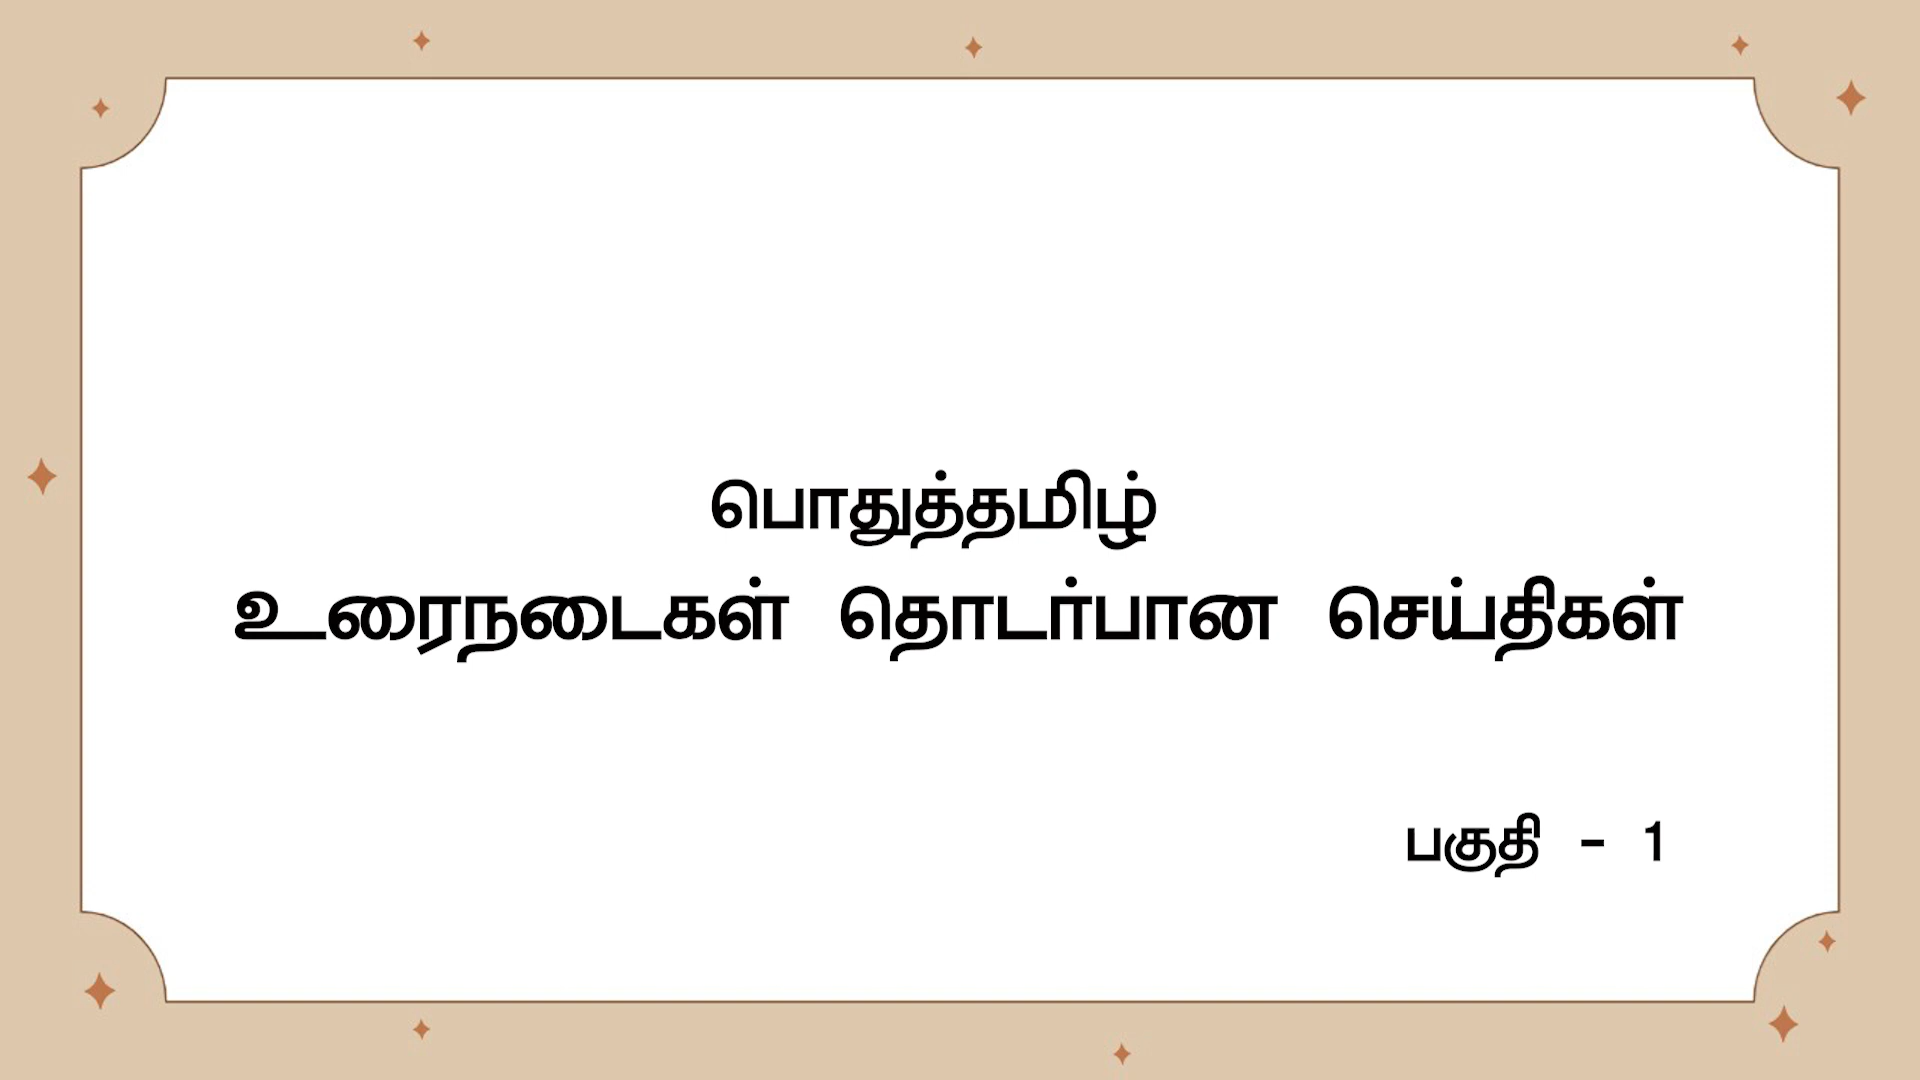 பொதுத்தமிழ்
உரைநடைகள் தொடர்பான செய்திகள்
பகுதி - 1